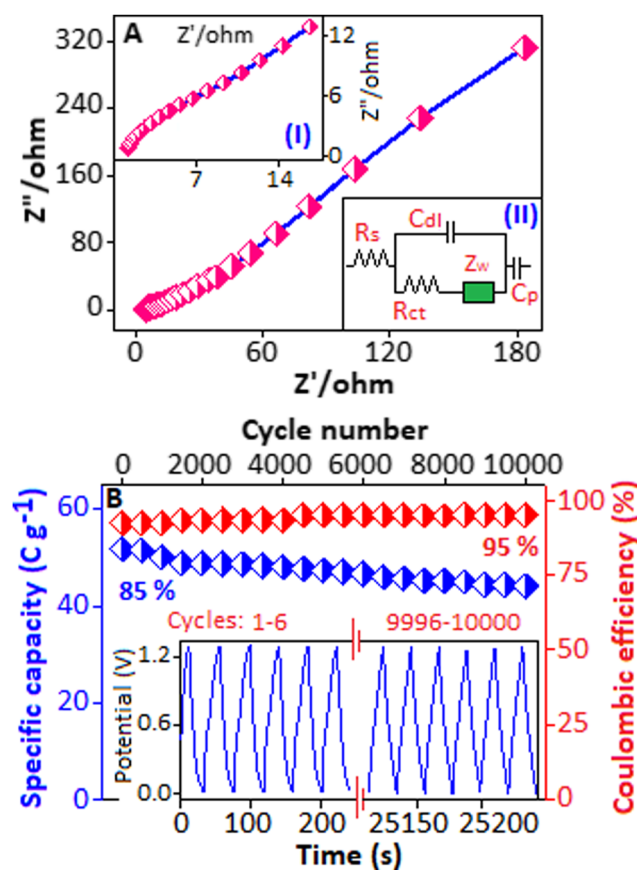 A
Z'/ohm
320
240
160
80
0
Z"/ohm
12
6
0
Z"/ohm
(I)
7
14
(II)
Rs
Cdl
Zw
Rct
Cp
0
60
120
180
Z'/ohm
Cycle number
0
2000
4000
6000
8000
10000
B
60
40
20
0
Specific capacity (C g-1)
100
75
50
25
0
Coulombic efficiency (%)
95 %
85 %
Cycles: 1-6
9996-10000
1.2
0.6
0.0
Potential (V)
0
100
200
25150
25200
Time (s)